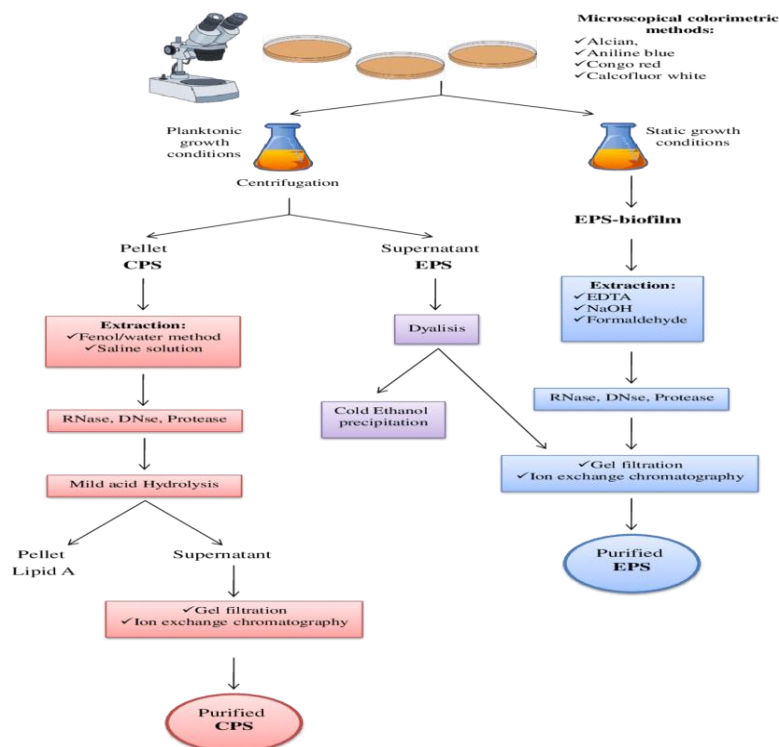 Microscopical colorimetric
methods:
✓Alcian,
✓Aniline blue
✓Congo red
✓Calcofluor white
Planktonic
growth
conditions
Static growth
conditions
Centrifugation
EPS-biofilm
Pellet
CPS
Supernatant
EPS
Extraction:
✓Fenol/water method
✓Saline solution
Dyalisis
Extraction:
✓EDTA
✓NaOH
✓Formaldehyde
RNase, DNse, Protease
Cold Ethanol
precipitation
RNase, DNse, Protease
Mild acid Hydrolysis
✓Gel filtration
✓Ion exchange chromatography
Pellet
Lipid A
Supernatant
Purified
EPS
✓Gel filtration
✓Ion exchange chromatography
Purified
CPS